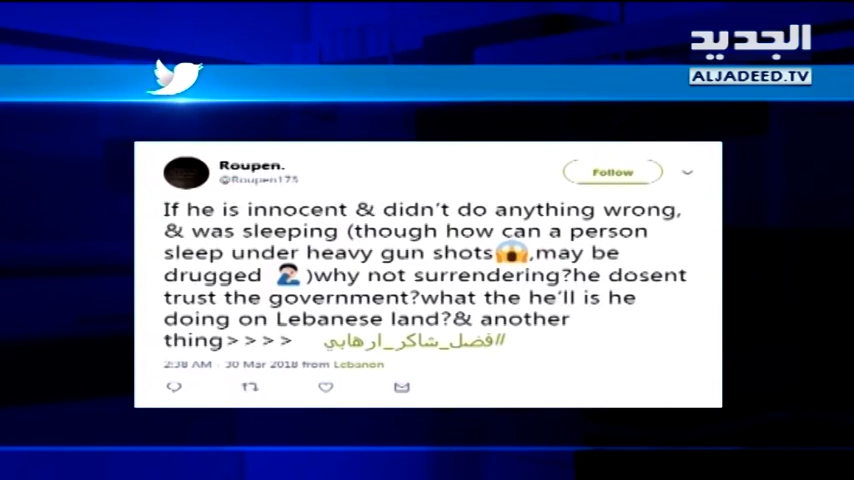 الجديد
ALJADEED.TV
Roupen.
@Roupen175
Follow
If he is innocent & didn't do anything wrong,
& was sleeping (though how can a person
sleep under heavy gun shots😱,may be
drugged 🤦‍♂️)why not surrendering?he dosent
trust the government?what the he'll is he
doing on Lebanese land?& another
thing>>>> #فضل_شاكر_ارهابي
2:38 AM - 30 Mar 2018 from Lebanon